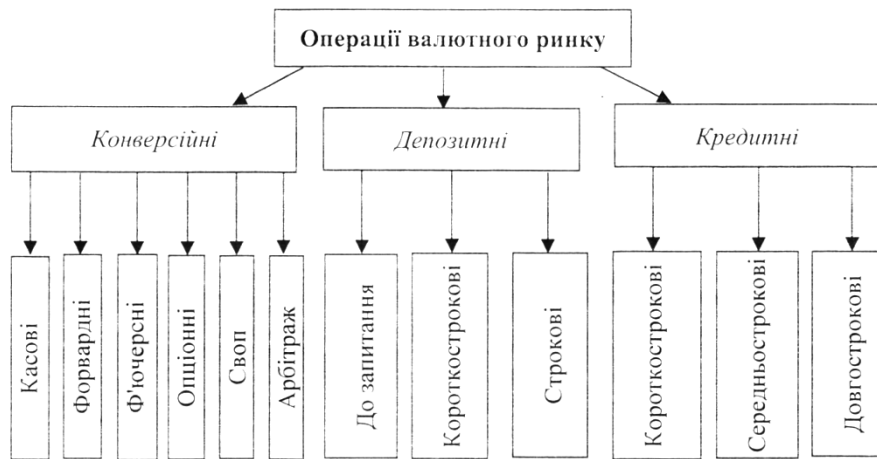 Операції валютного ринку
Конверсійні
Депозитні
Кредитні
Касові
Форвардні
Ф'ючерсні
Опціонні
Своп
Арбітраж
До запитання
Короткострокові
Строкові
Короткострокові
Середньострокові
Довгострокові